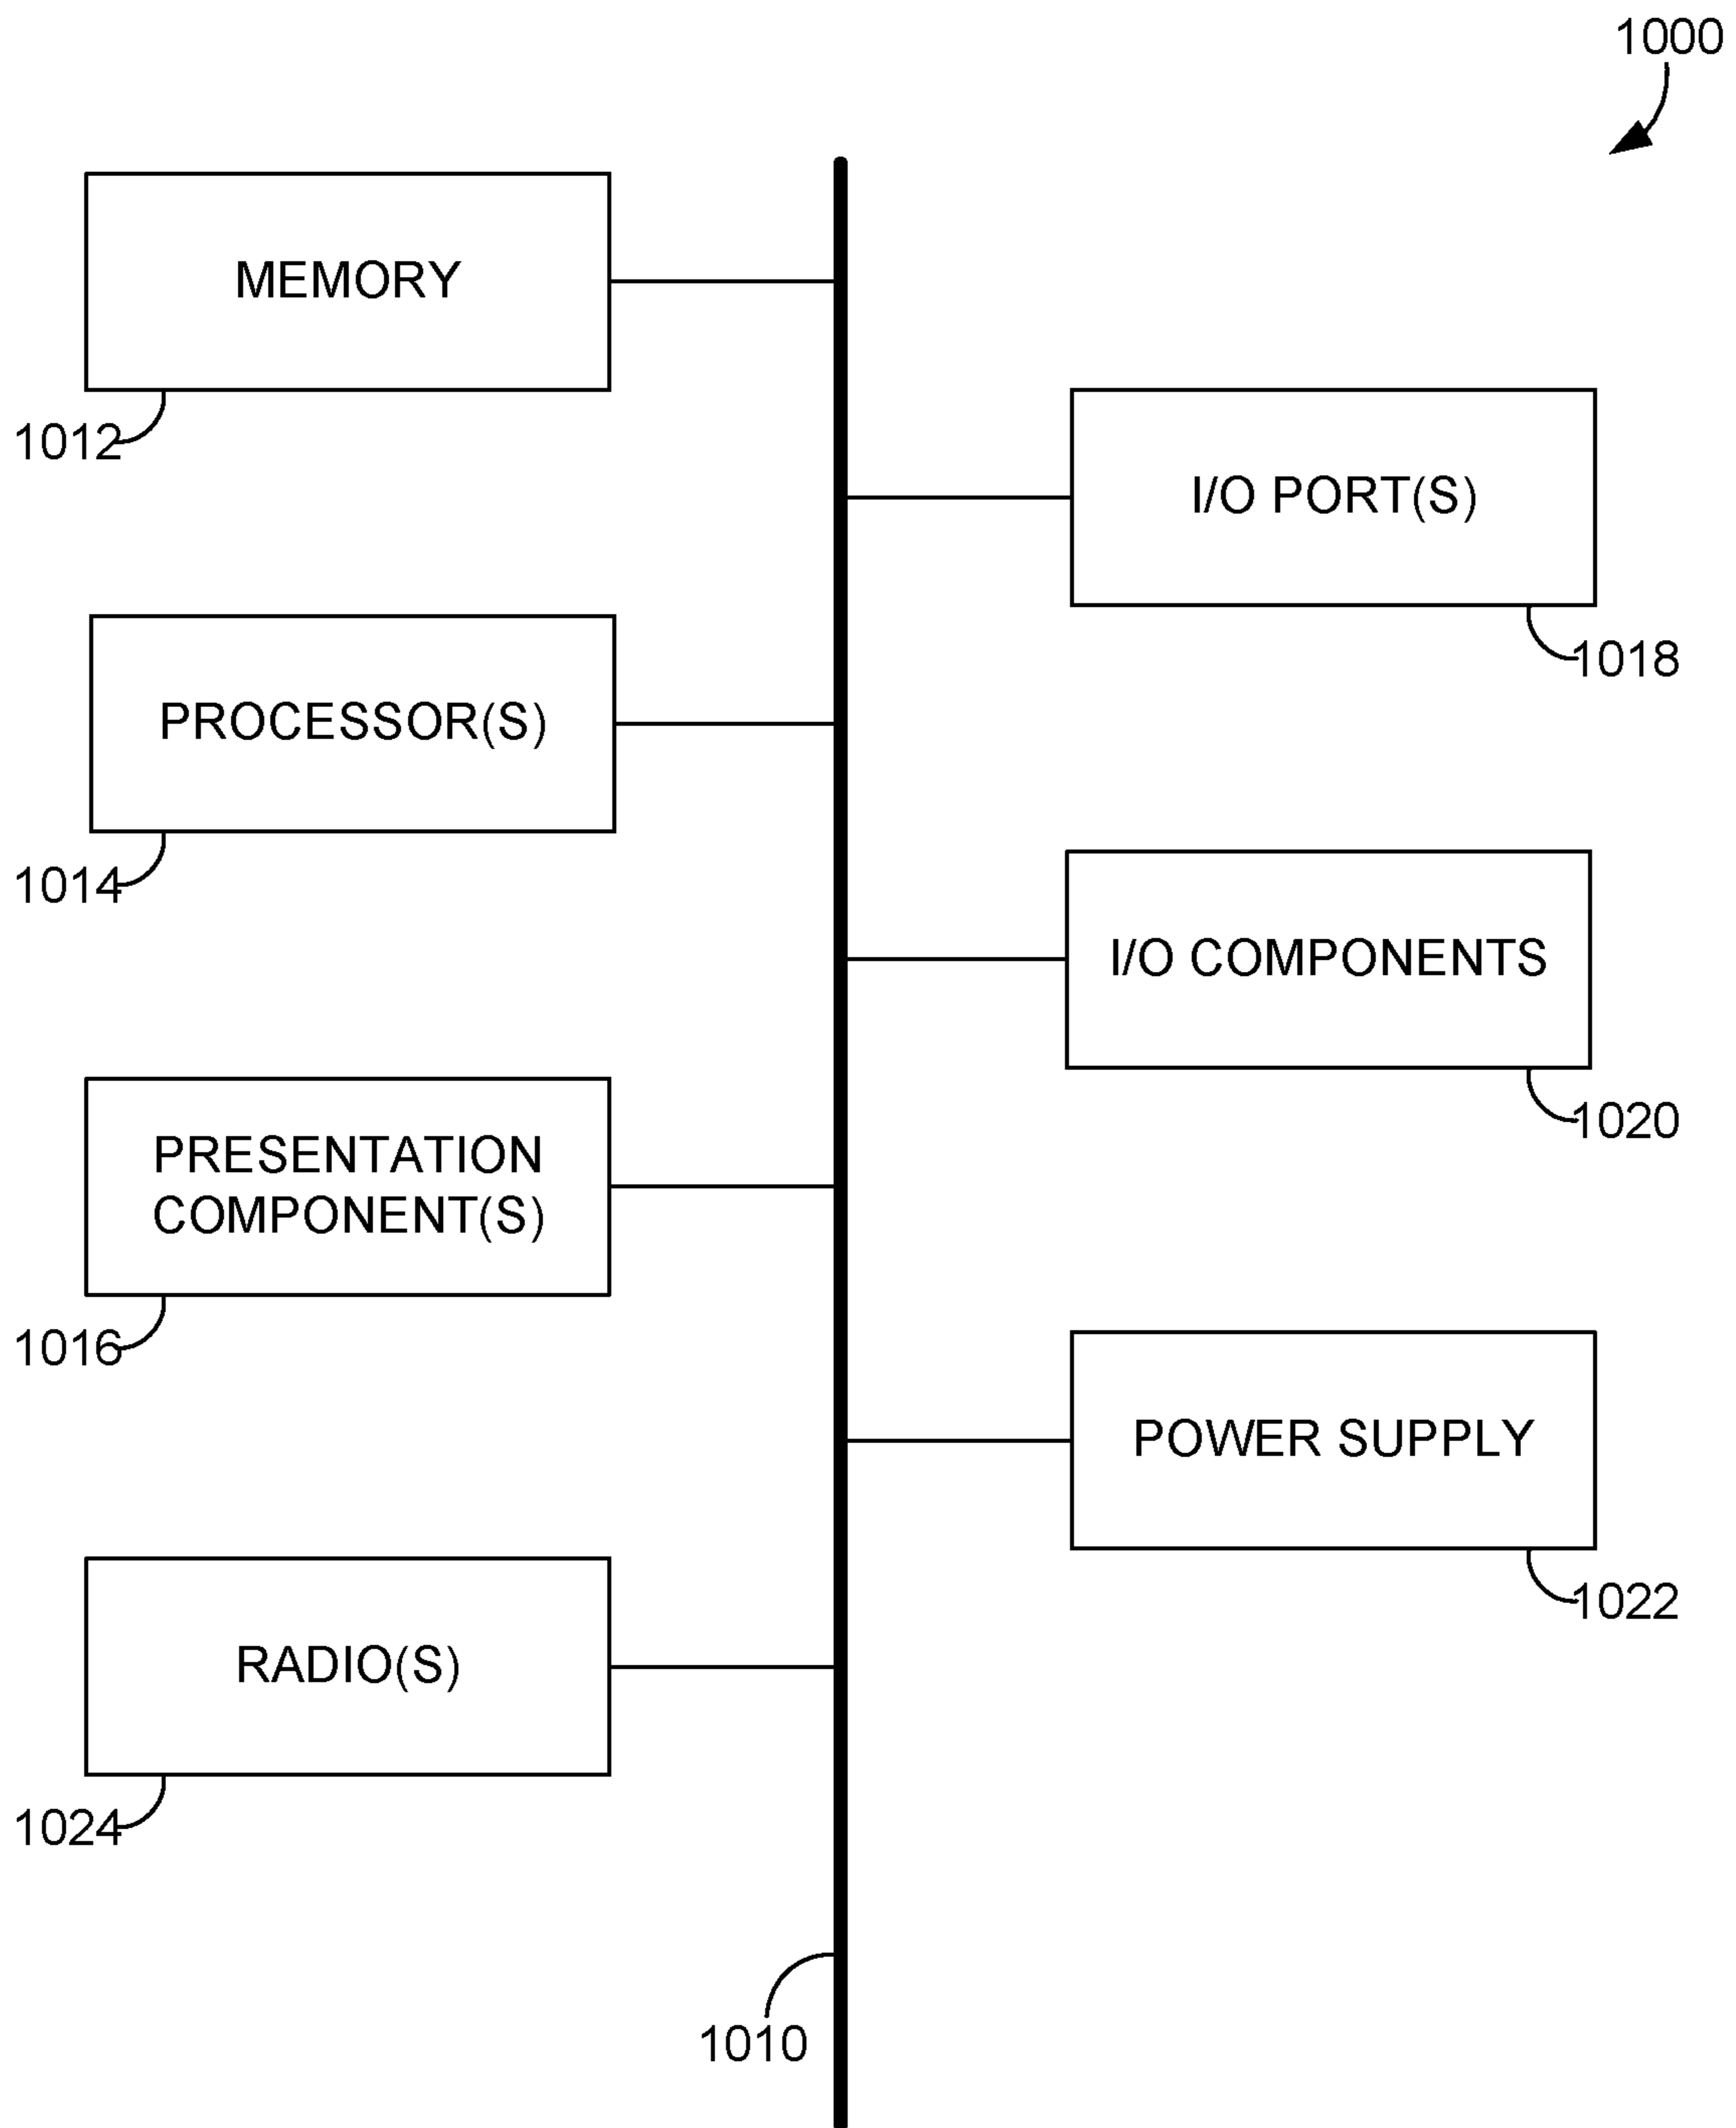 1000
MEMORY
1012
I/O PORT(S)
1018
PROCESSOR(S)
1014
I/O COMPONENTS
1020
PRESENTATION
COMPONENT(S)
1016
POWER SUPPLY
1022
RADIO(S)
1024
1010